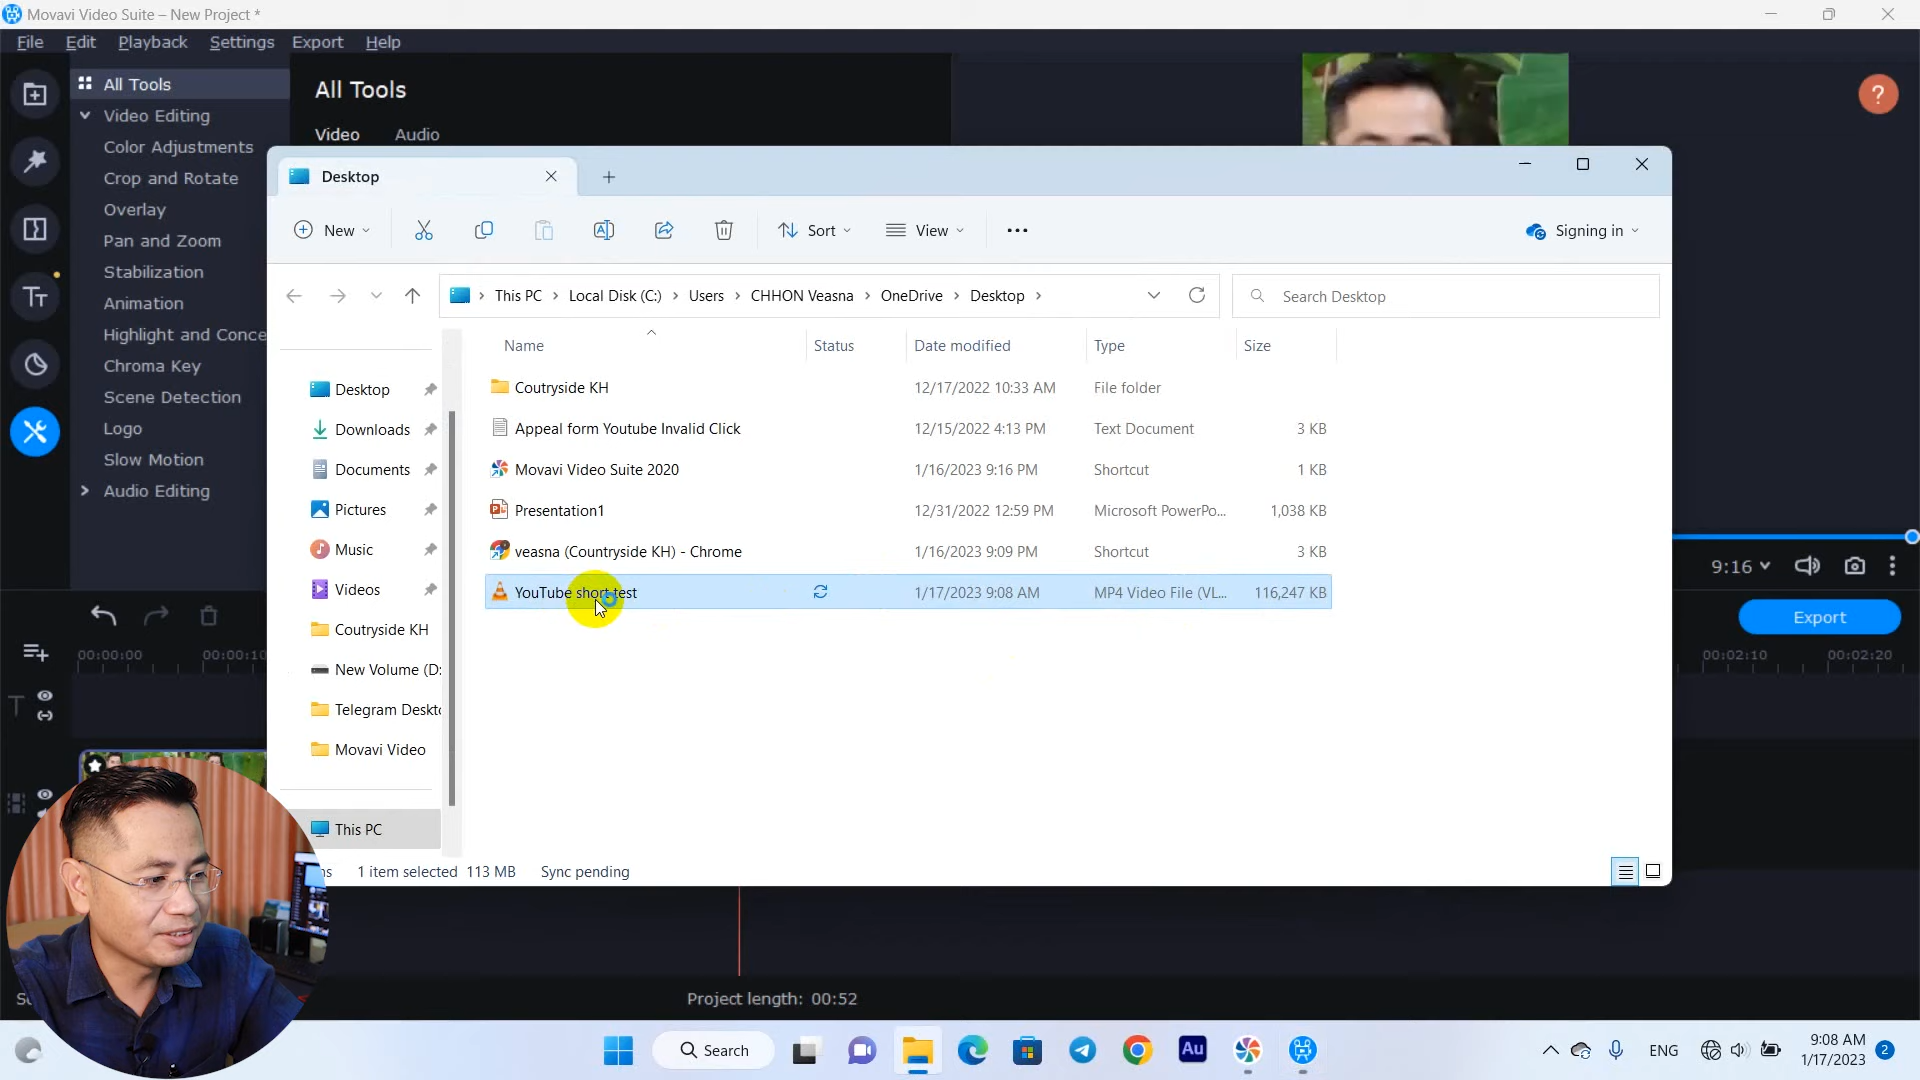 Movavi Video Suite – New Project *
File Edit Playback Settings Export Help
All Tools
Video Editing
Color Adjustments
Crop and Rotate
Overlay
Pan and Zoom
Stabilization
Animation
Highlight and Conce
Chroma Key
Scene Detection
Logo
Slow Motion
Audio Editing
All Tools
Video Audio
?
Desktop
New Sort View Signing in
This PC > Local Disk (C:) > Users > CHHON Veasna > OneDrive > Desktop >
Search Desktop
Desktop
Downloads
Documents
Pictures
Music
Videos
Coutryside KH
New Volume (D:
Telegram Deskto
Movavi Video
This PC
Name Status Date modified Type Size
Coutryside KH 12/17/2022 10:33 AM File folder
Appeal form Youtube Invalid Click 12/15/2022 4:13 PM Text Document 3 KB
Movavi Video Suite 2020 1/16/2023 9:16 PM Shortcut 1 KB
Presentation1 12/31/2022 12:59 PM Microsoft PowerPo... 1,038 KB
veasna (Countryside KH) - Chrome 1/16/2023 9:09 PM Shortcut 3 KB
YouTube short test 1/17/2023 9:08 AM MP4 Video File (VL... 116,247 KB
1 item selected 113 MB Sync pending
9:16
Export
00:00:00 00:00:10 00:02:10 00:02:20
Project length: 00:52
Search
Au
ENG
9:08 AM
1/17/2023
2